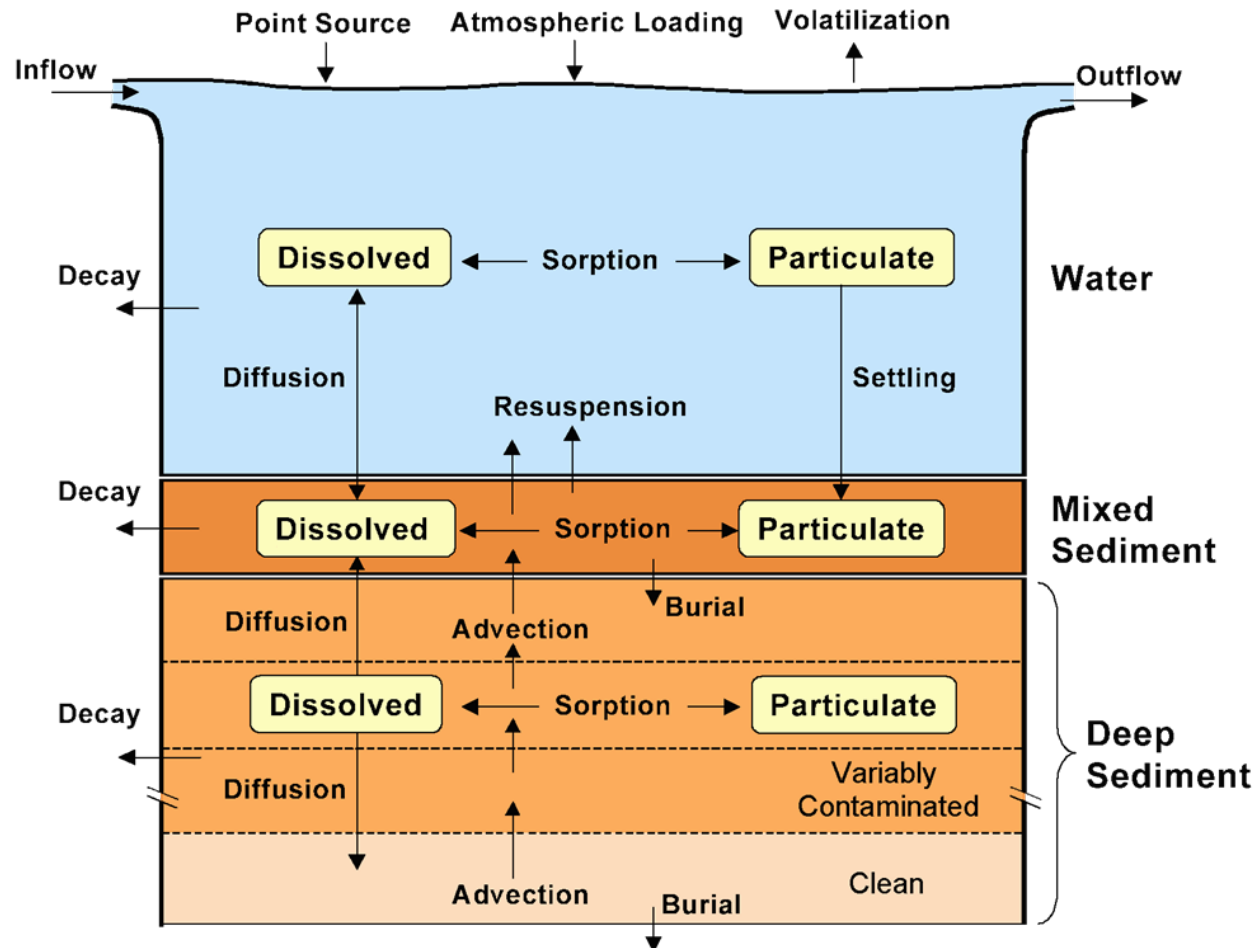 Point Source
Atmospheric Loading
Volatilization
Inflow
Outflow
Dissolved
Sorption
Particulate
Decay
Water
Diffusion
Settling
Resuspension
Decay
Dissolved
Sorption
Particulate
Mixed
Sediment
Burial
Diffusion
Advection
Dissolved
Sorption
Particulate
Decay
Deep
Sediment
Diffusion
Variably
Contaminated
Advection
Clean
Burial